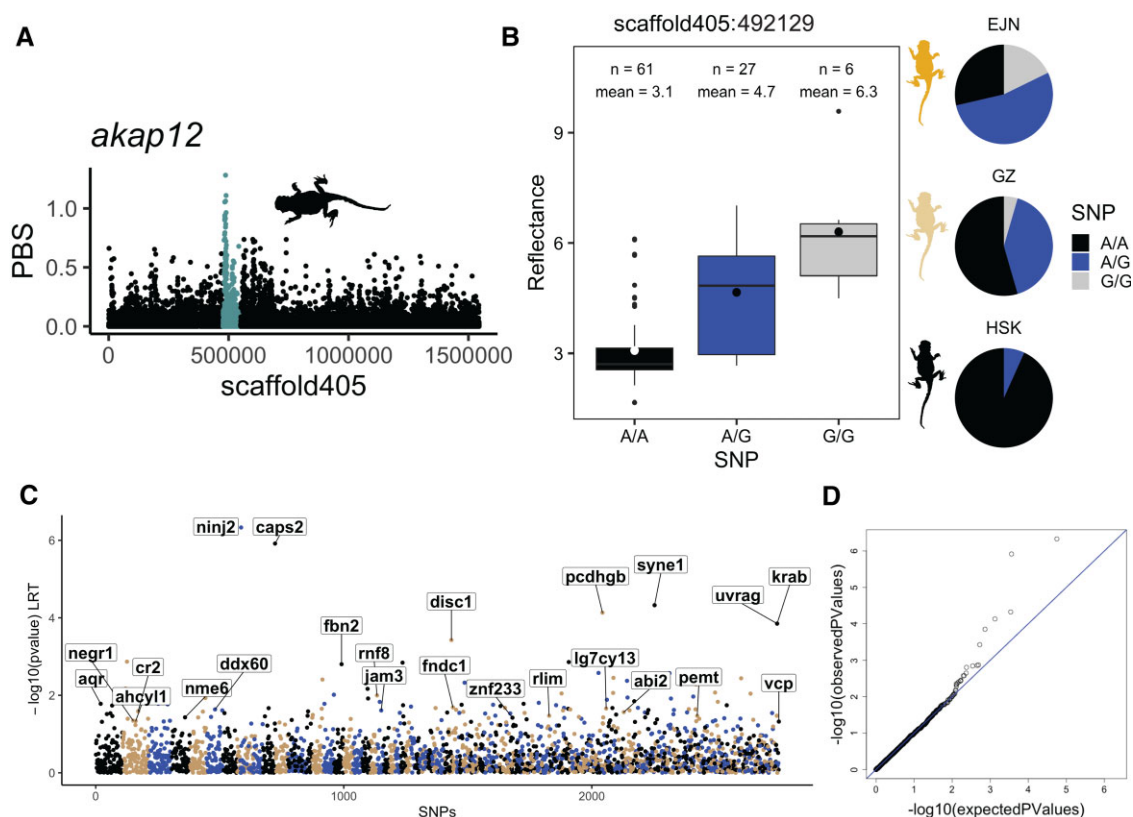 A
akap12
PBS
1.0
0.5
0.0
0 500000 1000000 1500000
scaffold405
B
scaffold405:492129
n = 61 n = 27 n = 6
mean = 3.1 mean = 4.7 mean = 6.3
Reflectance
9
6
3
A/A A/G G/G
SNP
EJN
GZ
HSK
SNP
A/A
A/G
G/G
C
− log10(pvalue) LRT
6
4
2
0
ninj2 caps2
syne1
pcdhgb krab
uvrag
disc1
fbn2
negr1 rnf8 lg7cy13
cr2 ddx60 fndc1
aqr jam3 rlim abi2 pemt
ahcyl1 nme6 znf233 vcp
0 1000 2000
SNPs
D
-log10(observedPValues)
6
5
4
3
2
1
0
0 1 2 3 4 5 6
-log10(expectedPValues)